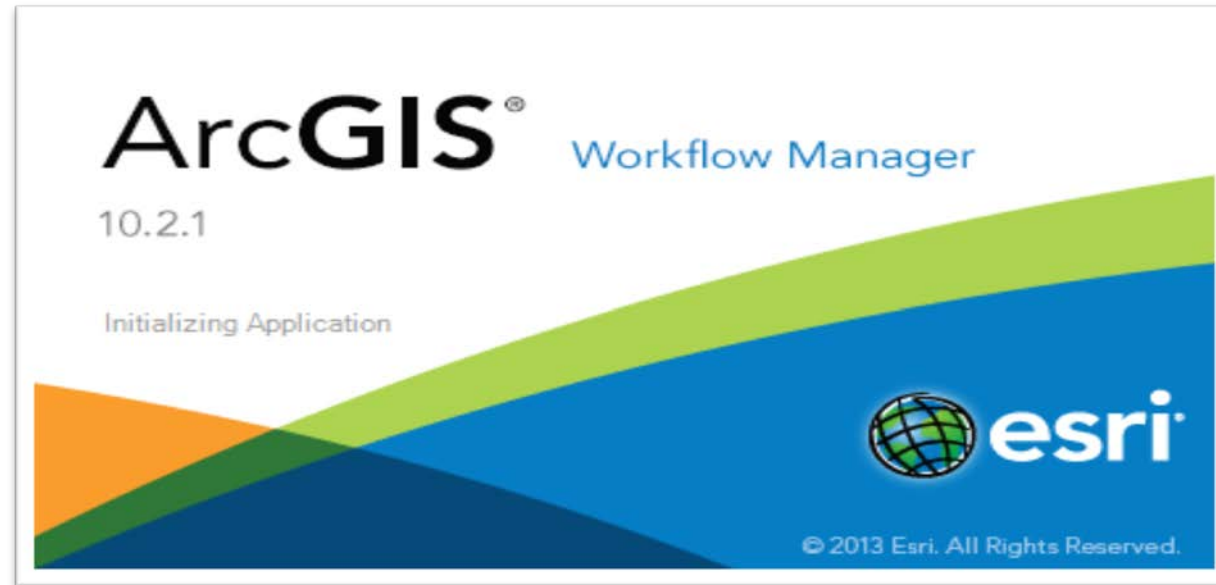 ArcGIS® Workflow Manager
10.2.1
Initializing Application
esri®
© 2013 Esri. All Rights Reserved.